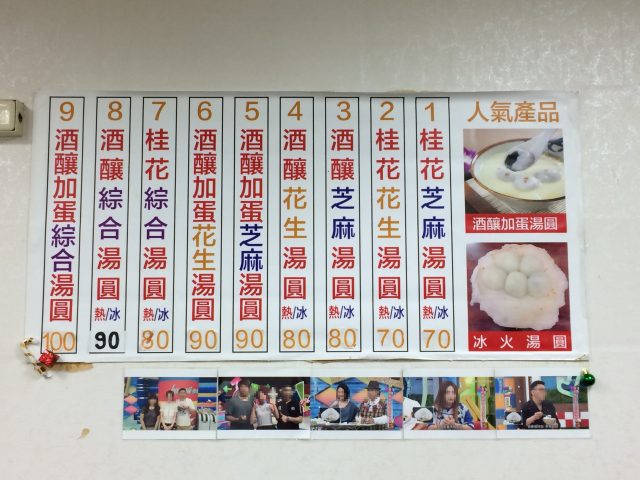 人氣產品
酒釀加蛋湯圓
冰火湯圓
1
桂花芝麻湯圓
熱/冰
70
2
桂花花生湯圓
熱/冰
70
3
酒釀芝麻湯圓
熱/冰
80
4
酒釀花生湯圓
熱/冰
80
5
酒釀加蛋芝麻湯圓
90
6
酒釀加蛋花生湯圓
90
7
桂花綜合湯圓
熱/冰
80
8
酒釀綜合湯圓
熱/冰
90
9
酒釀加蛋綜合湯圓
100